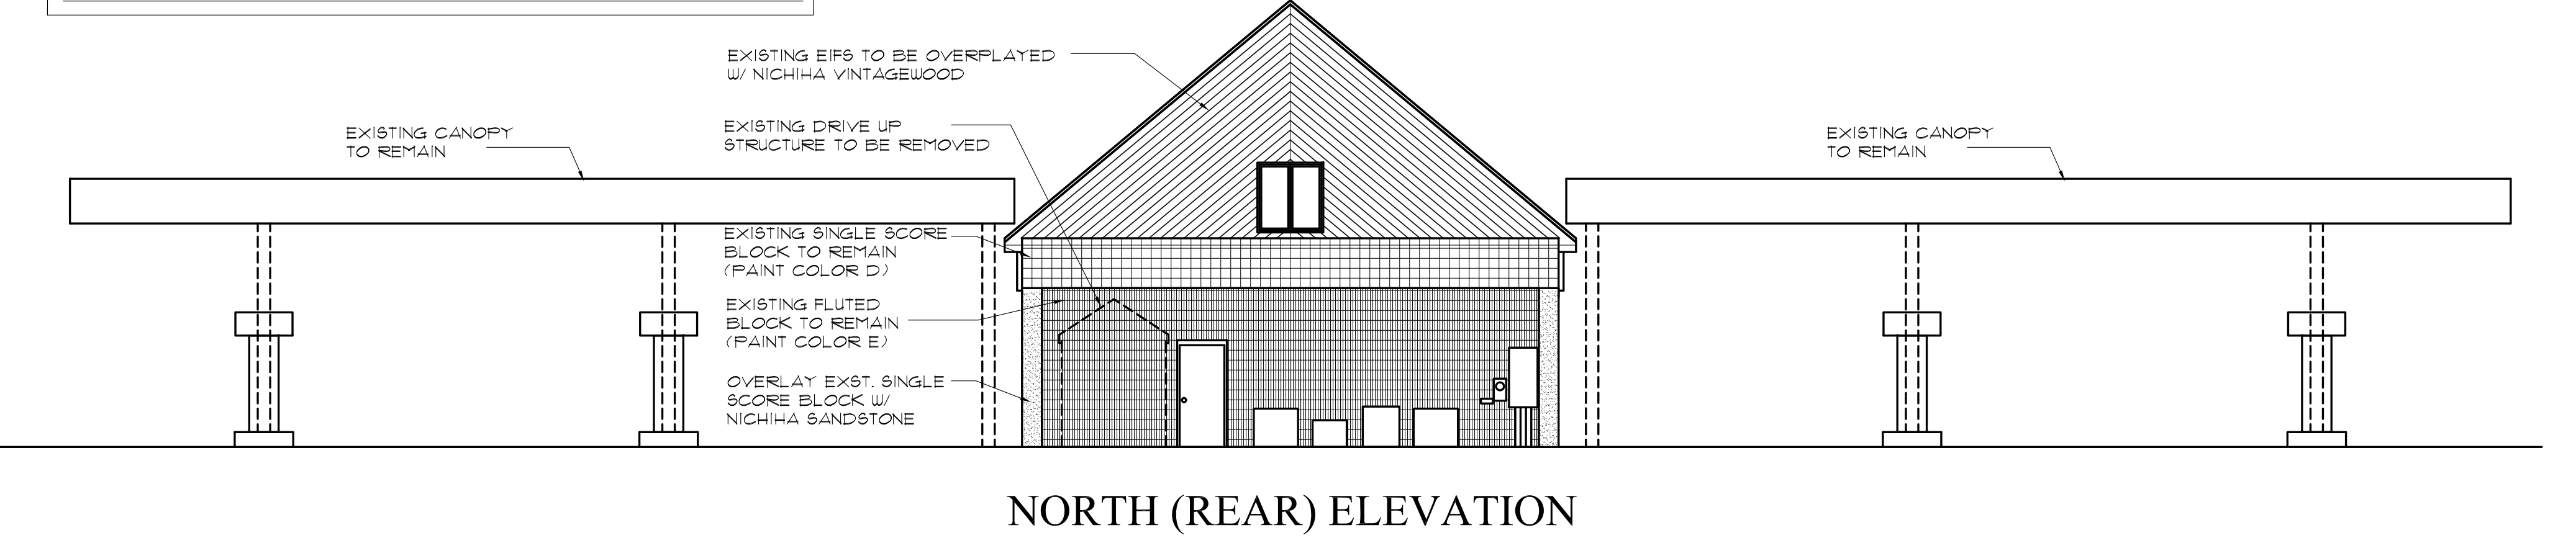 EXISTING EIFS TO BE OVERPLAYED
W/ NICHIHA VINTAGEWOOD
EXISTING DRIVE UP
STRUCTURE TO BE REMOVED
EXISTING CANOPY
TO REMAIN
EXISTING CANOPY
TO REMAIN
EXISTING SINGLE SCORE
BLOCK TO REMAIN
(PAINT COLOR D)
EXISTING FLUTED
BLOCK TO REMAIN
(PAINT COLOR E)
OVERLAY EXST. SINGLE
SCORE BLOCK W/
NICHIHA SANDSTONE
NORTH (REAR) ELEVATION